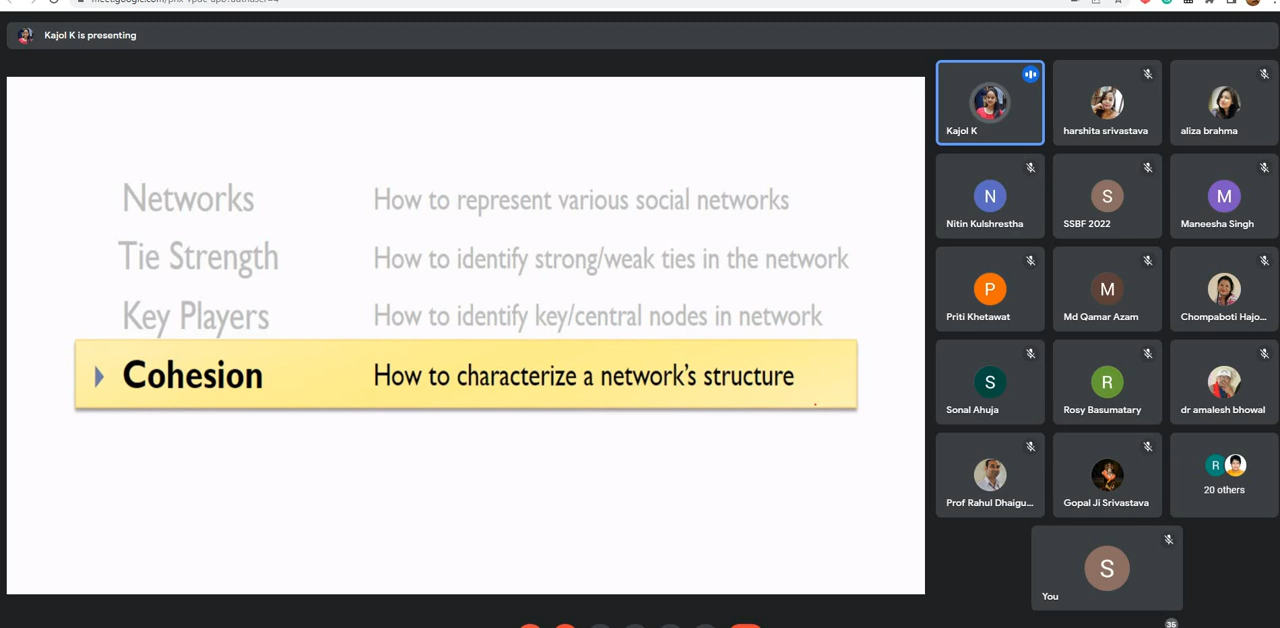 Kajol K is presenting
Networks How to represent various social networks
Tie Strength How to identify strong/weak ties in the network
Key Players How to identify key/central nodes in network
Cohesion How to characterize a network's structure
Kajol K
harshita srivastava
aliza brahma
N
S
M
Nitin Kulshrestha
SSBF 2022
Maneesha Singh
P
M
Priti Khetawat
Md Qamar Azam
Chompaboti Hajo...
S
R
Sonal Ahuja
Rosy Basumatary
dr amalesh bhowal
R
Prof Rahul Dhaigu...
Gopal Ji Srivastava
20 others
S
You
35